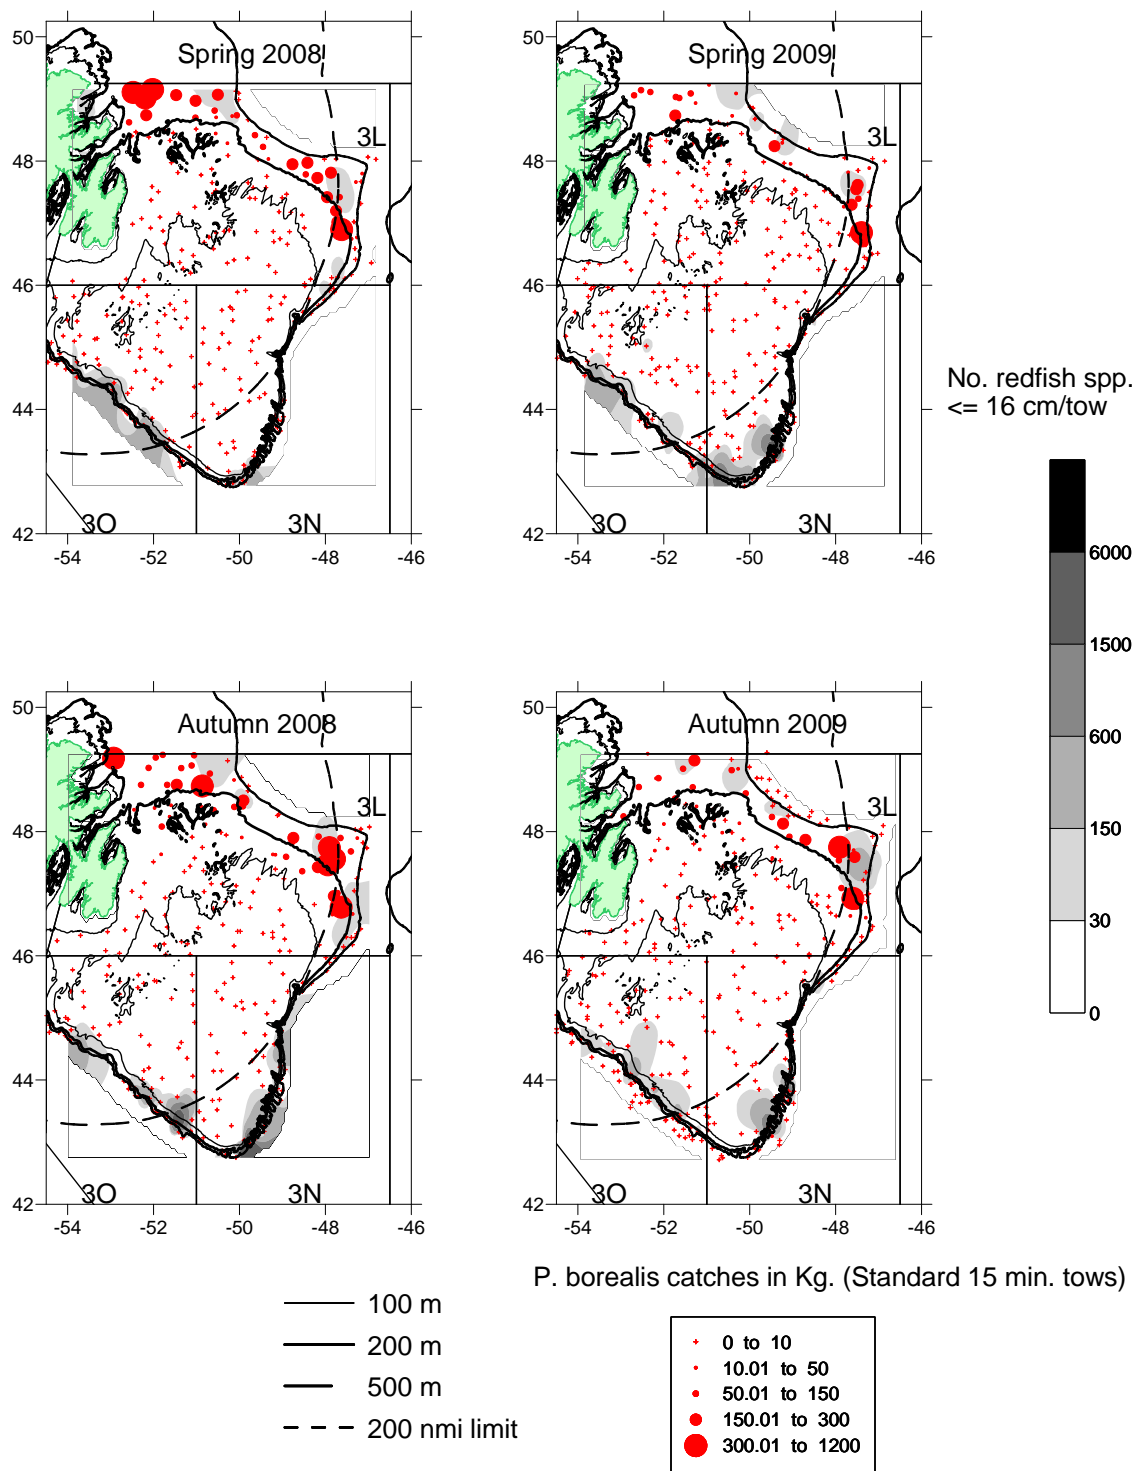 50
48
46
44
42
-54 -52 -50 -48 -46
Spring 2008
3L
3O
3N
50
48
46
44
42
-54 -52 -50 -48 -46
Spring 2009
3L
3O
3N
No. redfish spp.
<= 16 cm/tow
6000
1500
600
150
30
0
50
48
46
44
42
-54 -52 -50 -48 -46
Autumn 2008
3L
3O
3N
50
48
46
44
42
-54 -52 -50 -48 -46
Autumn 2009
3L
3O
3N
P. borealis catches in Kg. (Standard 15 min. tows)
100 m
200 m
500 m
200 nmi limit
0 to 10
10.01 to 50
50.01 to 150
150.01 to 300
300.01 to 1200